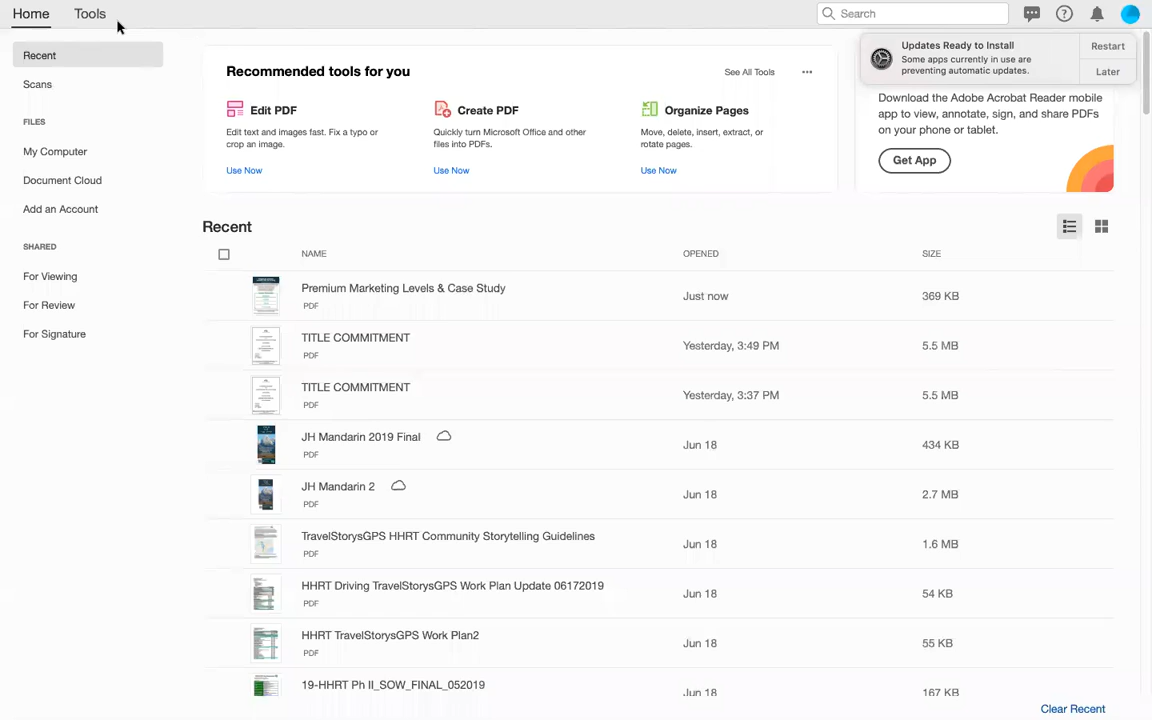 Home Tools Search
Recent
Scans
FILES
My Computer
Document Cloud
Add an Account
SHARED
For Viewing
For Review
For Signature
Recommended tools for you
See All Tools
Edit PDF
Edit text and images fast. Fix a typo or
crop an image.
Use Now
Create PDF
Quickly turn Microsoft Office and other
files into PDFs.
Use Now
Organize Pages
Move, delete, insert, extract, or
rotate pages.
Use Now
Updates Ready to Install
Some apps currently in use are
preventing automatic updates.
Restart
Later
Download the Adobe Acrobat Reader mobile
app to view, annotate, sign, and share PDFs
on your phone or tablet.
Get App
Recent
NAME OPENED SIZE
Premium Marketing Levels & Case Study
PDF
Just now 369 KB
TITLE COMMITMENT
PDF
Yesterday, 3:49 PM 5.5 MB
TITLE COMMITMENT
PDF
Yesterday, 3:37 PM 5.5 MB
JH Mandarin 2019 Final
PDF
Jun 18 434 KB
JH Mandarin 2
PDF
Jun 18 2.7 MB
TravelStorysGPS HHRT Community Storytelling Guidelines
PDF
Jun 18 1.6 MB
HHRT Driving TravelStorysGPS Work Plan Update 06172019
PDF
Jun 18 54 KB
HHRT TravelStorysGPS Work Plan2
PDF
Jun 18 55 KB
19-HHRT Ph II_SOW_FINAL_052019
Jun 18 167 KB
Clear Recent